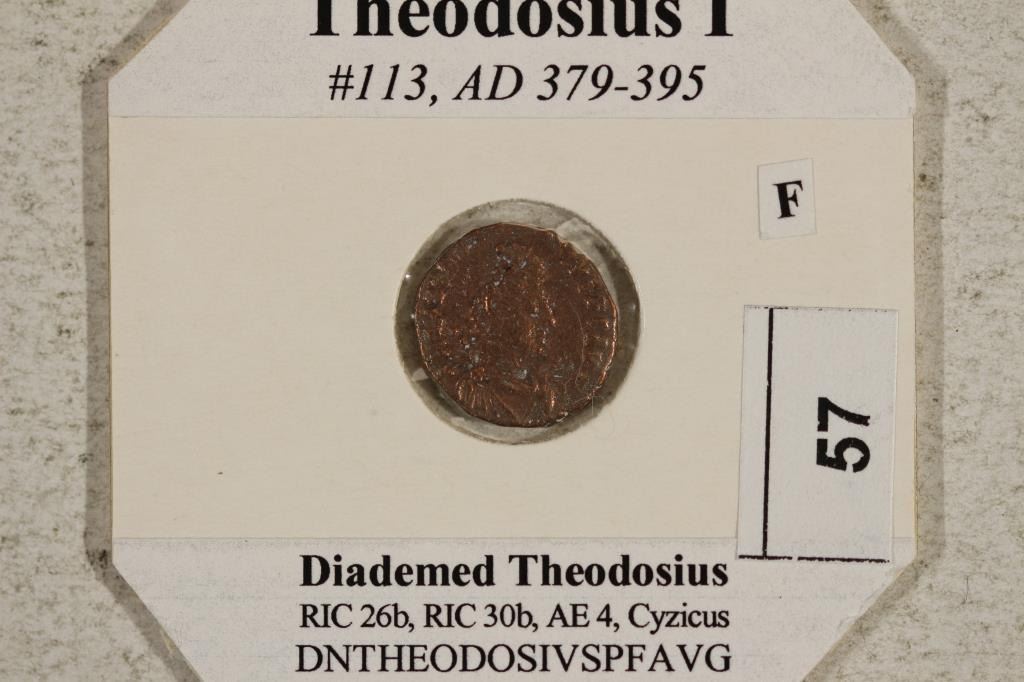 Theodosius I
#113, AD 379-395
F
57
Diademed Theodosius
RIC 26b, RIC 30b, AE 4, Cyzicus
DNTHEODOSIVSPFAVG